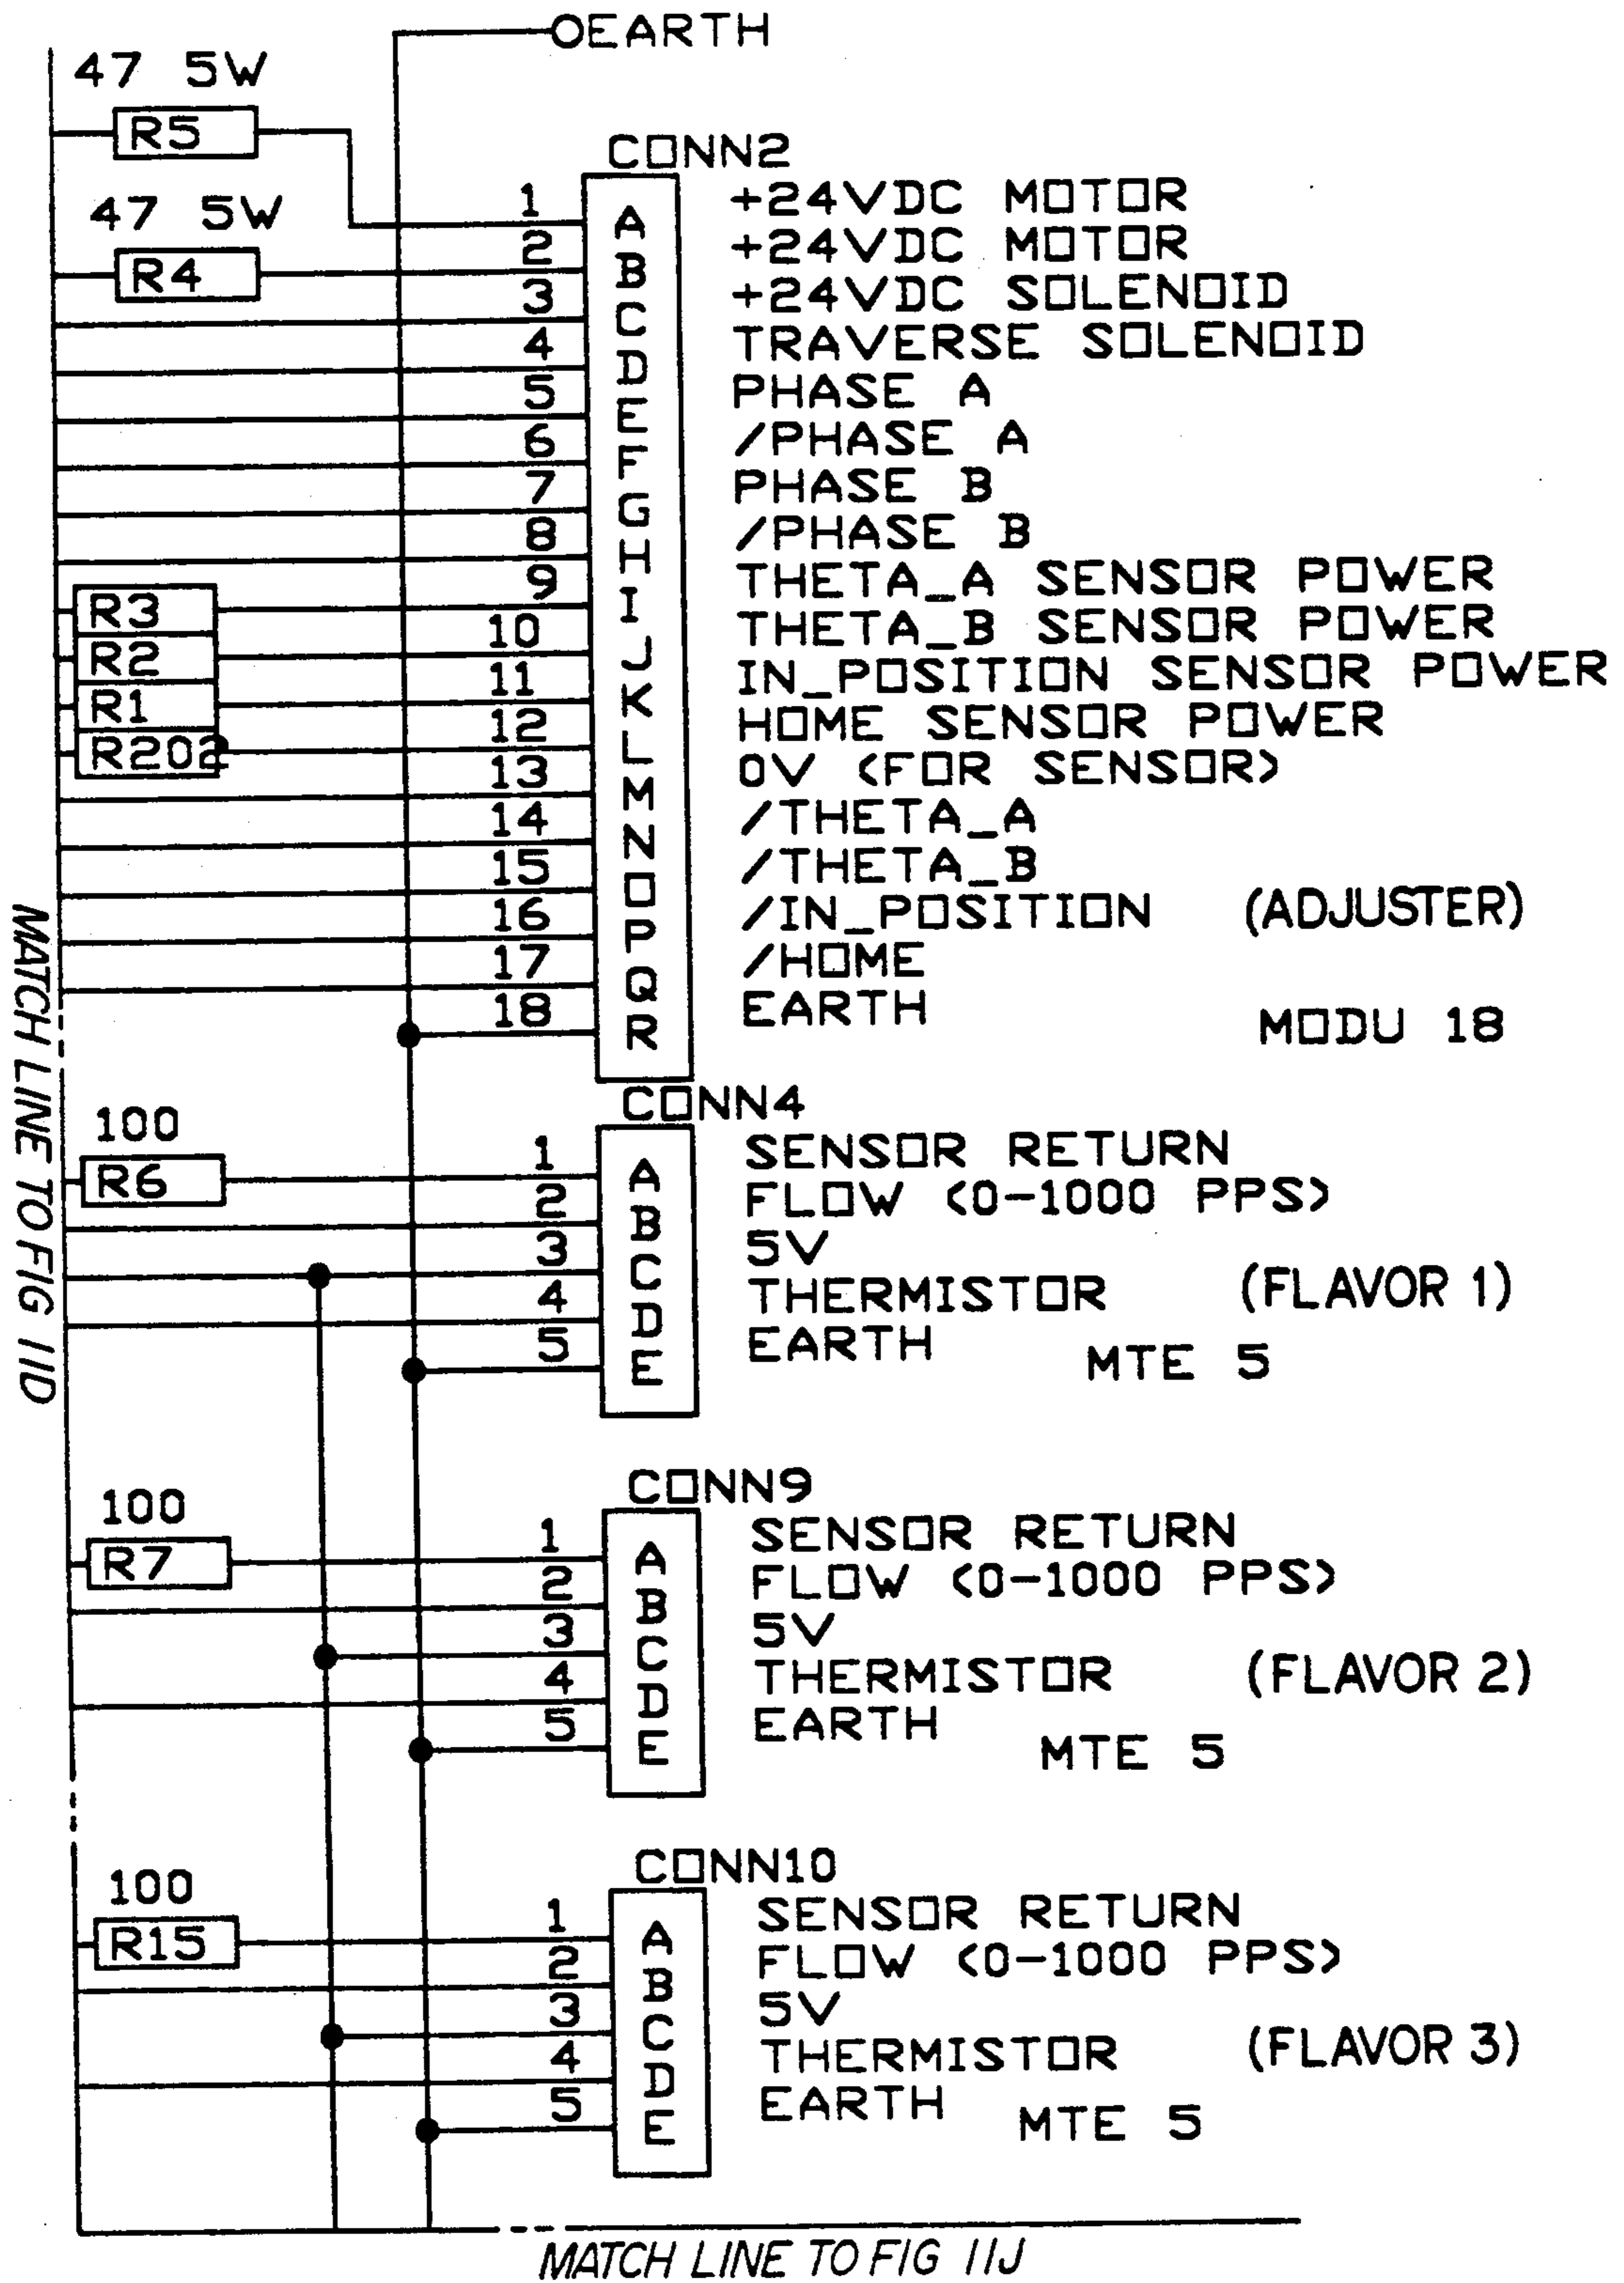 EARTH
47 5W
R5
CONN2
1 A +24VDC MOTOR
47 5W
2 B +24VDC MOTOR
R4
3 C +24VDC SOLENOID
4 D TRAVERSE SOLENOID
5 E PHASE A
6 F /PHASE A
7 G PHASE B
8 H /PHASE B
R3 9 I THETA_A SENSOR POWER
R2 10 J THETA_B SENSOR POWER
R1 11 K IN_POSITION SENSOR POWER
R202 12 L HOME SENSOR POWER
13 M 0V (FOR SENSOR)
14 N /THETA_A
15 O /THETA_B
16 P /IN_POSITION (ADJUSTER)
17 Q /HOME
18 R EARTH
MODU 18
MATCH LINE TO FIG 11D
CONN4
100
R6
1 A SENSOR RETURN
2 B FLOW (0-1000 PPS)
3 C 5V
4 D THERMISTOR (FLAVOR 1)
5 E EARTH
MTE 5
CONN9
100
R7
1 A SENSOR RETURN
2 B FLOW (0-1000 PPS)
3 C 5V
4 D THERMISTOR (FLAVOR 2)
5 E EARTH
MTE 5
CONN10
100
R15
1 A SENSOR RETURN
2 B FLOW (0-1000 PPS)
3 C 5V
4 D THERMISTOR (FLAVOR 3)
5 E EARTH
MTE 5
MATCH LINE TO FIG 11J